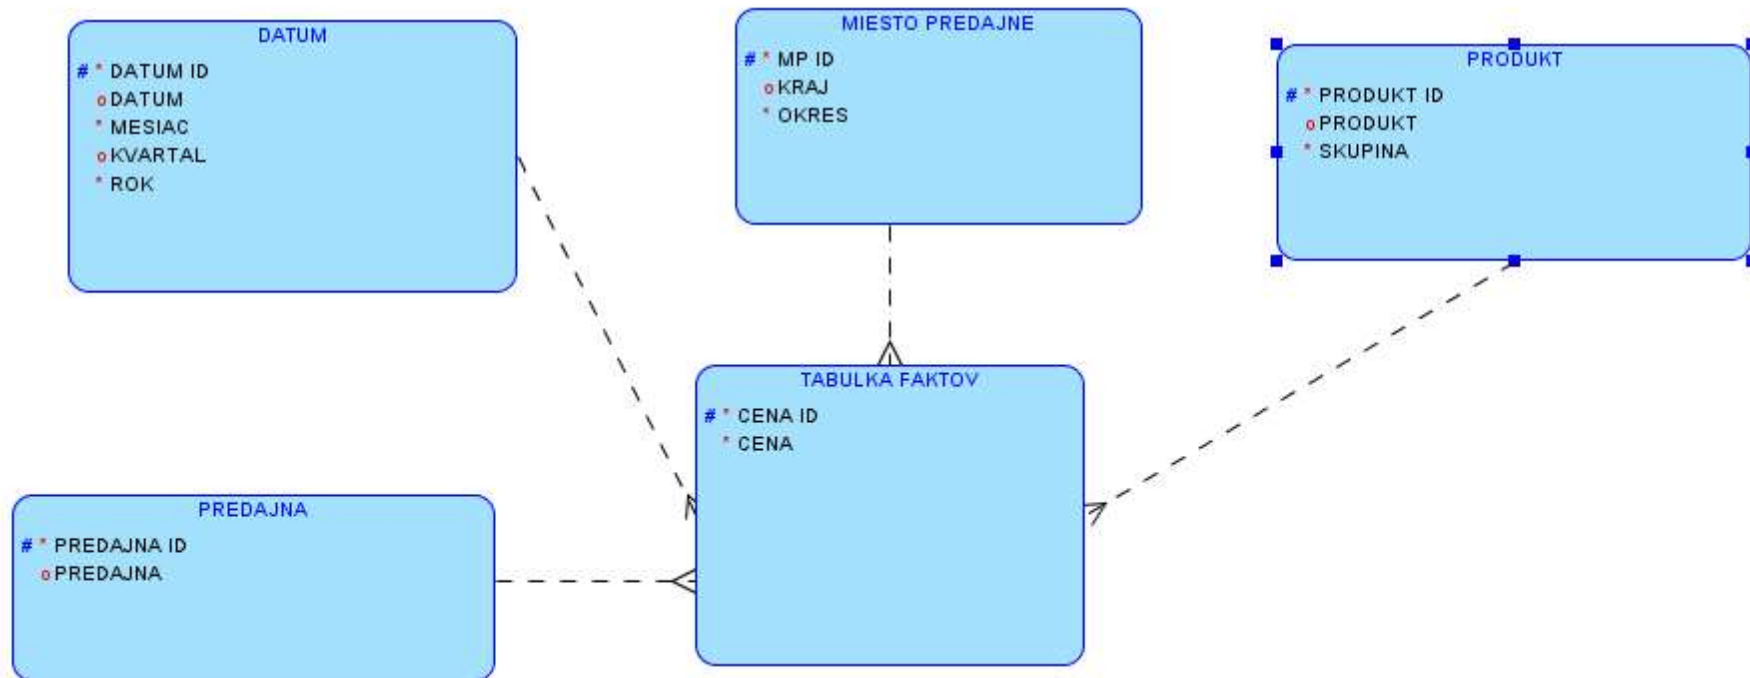 DATUM
# * DATUM ID
o DATUM
* MESIAC
o KVARTAL
* ROK
MIESTO PREDAJNE
# * MP ID
o KRAJ
* OKRES
PRODUKT
# * PRODUKT ID
o PRODUKT
* SKUPINA
TABULKA FAKTOV
# * CENA ID
* CENA
PREDAJNA
# * PREDAJNA ID
o PREDAJNA